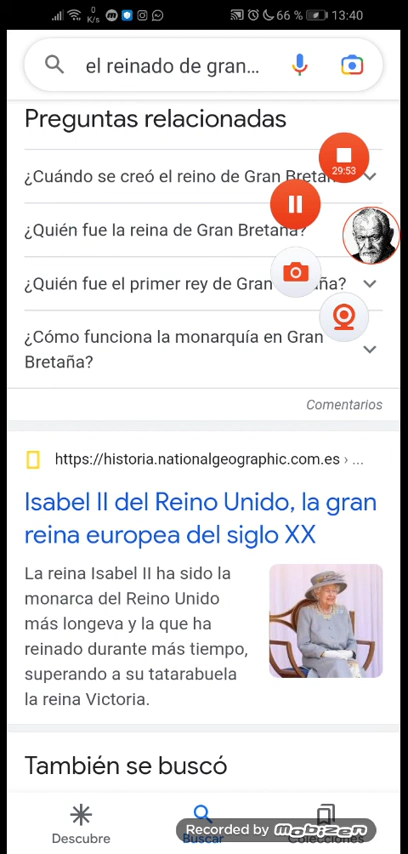 0
K/s
66 %
13:40
el reinado de gran...
Preguntas relacionadas
29:53
¿Cuándo se creó el reino de Gran
¿Quién fue la reina de Gran Bretaña?
¿Quién fue el primer rey de Gran
¿Cómo funciona la monarquía en Gran
Bretaña?
Comentarios
https://historia.nationalgeographic.com.es › ...
Isabel II del Reino Unido, la gran
reina europea del siglo XX
La reina Isabel II ha sido la
monarca del Reino Unido
más longeva y la que ha
reinado durante más tiempo,
superando a su tatarabuela
la reina Victoria.
También se buscó
Descubre
Buscar
Colecciones
Recorded by Mobizen